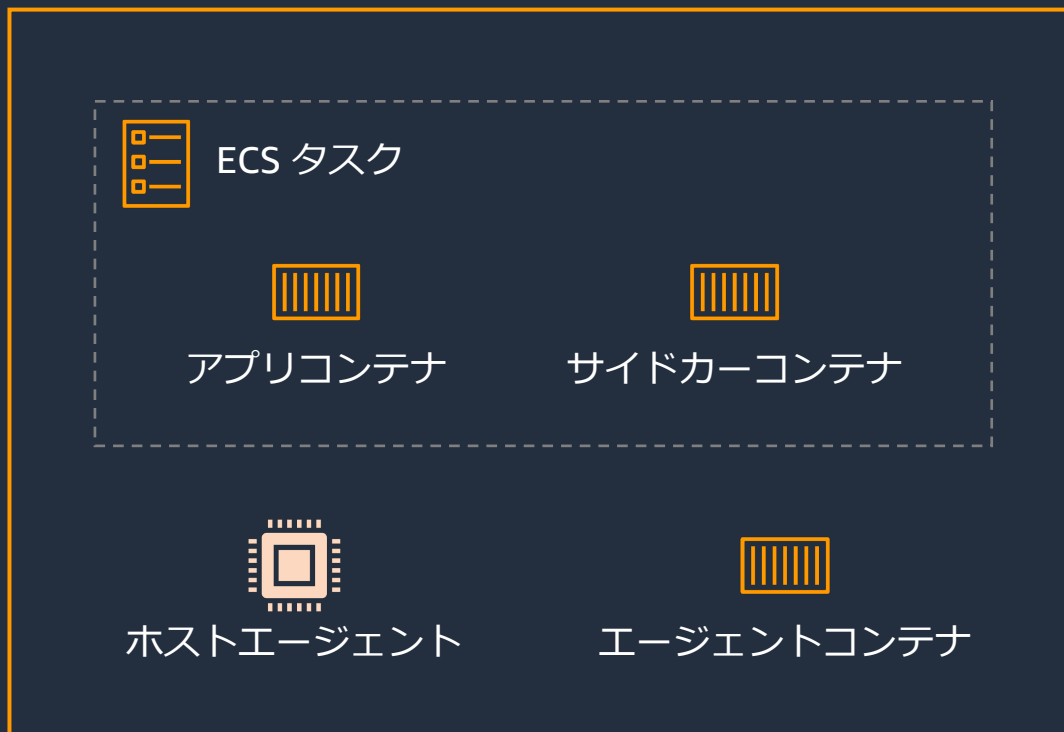 ECS タスク
アプリコンテナ
サイドカーコンテナ
ホストエージェント
エージェントコンテナ